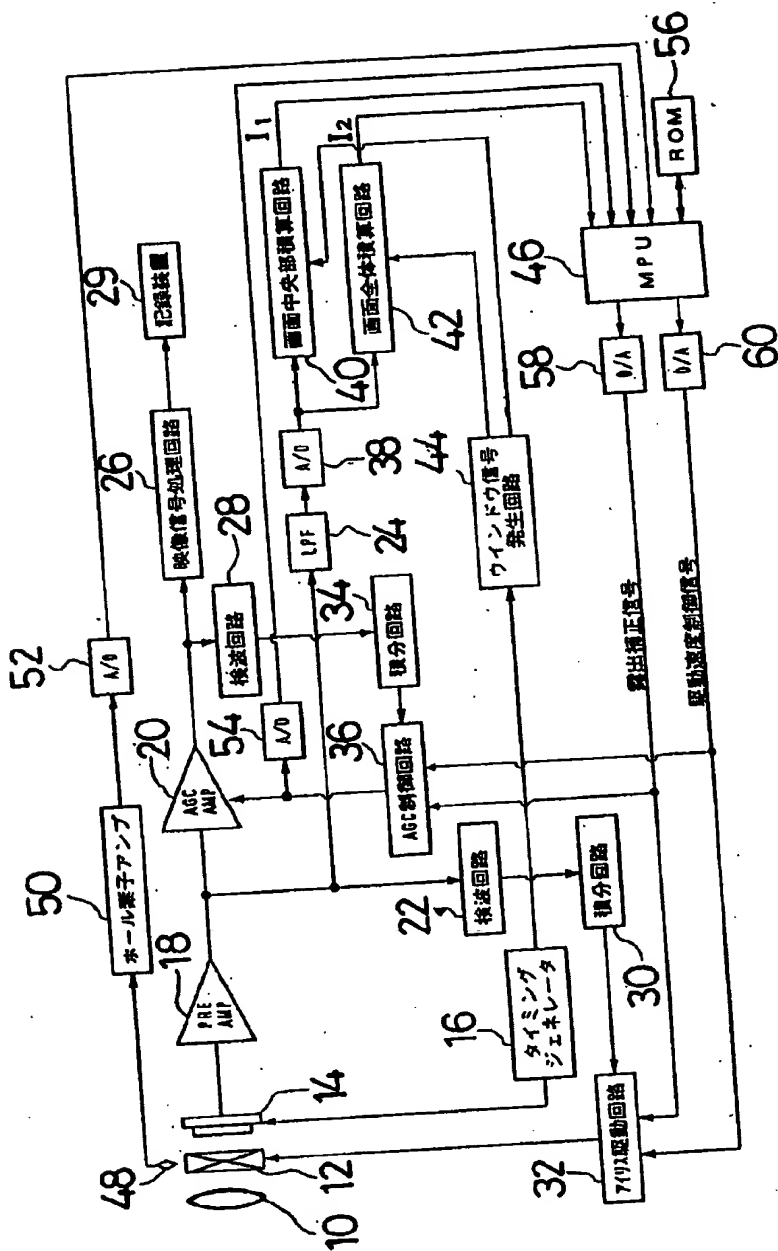 50
ホール素子アンプ
52
A/D
48
10
12
14
18
PRE
AMP
20
AGC
AMP
26
映像信号処理回路
29
記録装置
28
検波回路
54
A/D
34
積分回路
36
AGC制御回路
24
LPF
38
A/D
40
画面中央部積算回路
I1
42
画面全体積算回路
I2
22
検波回路
30
積分回路
16
タイミング
ジェネレータ
44
ウインドウ信号
発生回路
32
アイリス駆動回路
46
MPU
56
ROM
58
D/A
60
D/A
露出補正信号
駆動速度制御信号